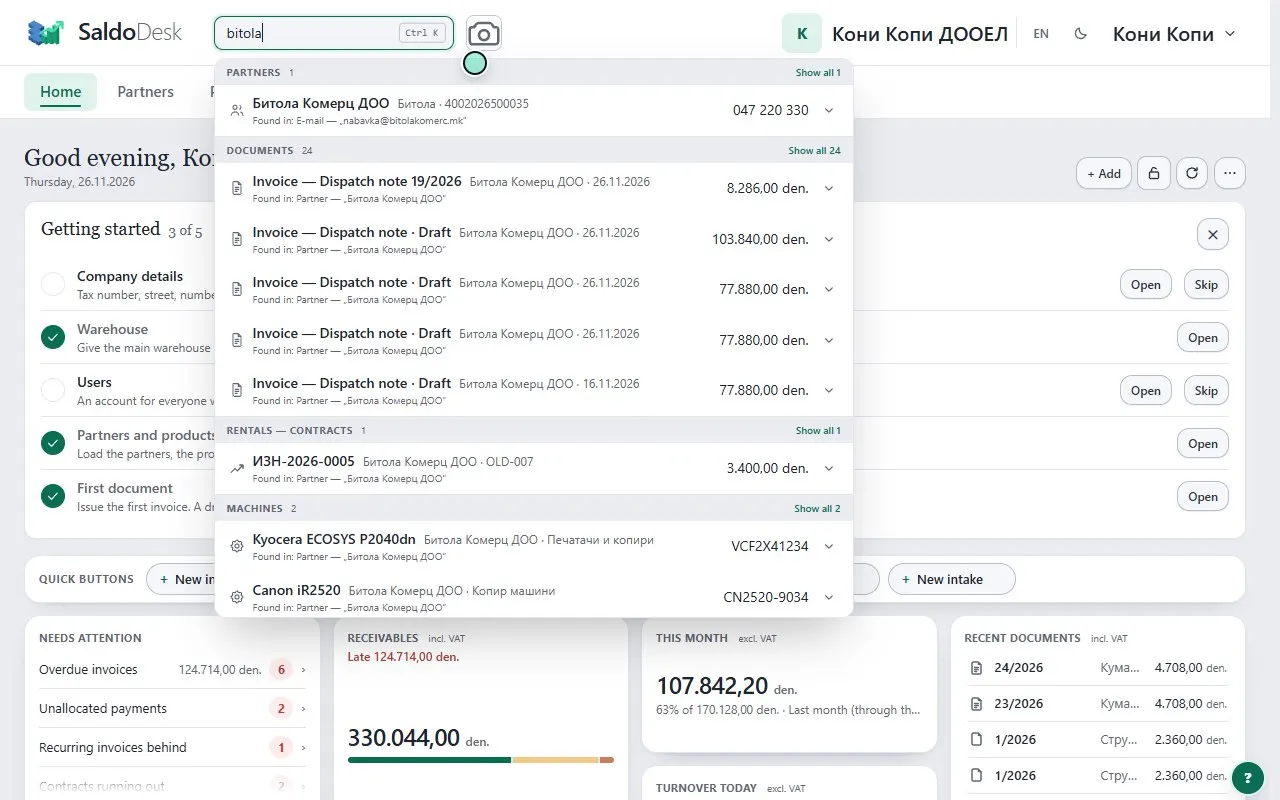 SaldoDesk
bitola
Ctrl K
K
Кони Копи ДООЕЛ
EN
Кони Копи
Home
Partners
PARTNERS 1
Show all 1
Битола Комерц ДОО Битола · 4002026500035
047 220 330
Found in: E-mail — „nabavka@bitolakomerc.mk“
DOCUMENTS 24
Show all 24
Invoice — Dispatch note 19/2026 Битола Комерц ДОО · 26.11.2026
8.286,00 den.
Found in: Partner — „Битола Комерц ДОО“
Invoice — Dispatch note · Draft Битола Комерц ДОО · 26.11.2026
103.840,00 den.
Found in: Partner — „Битола Комерц ДОО“
Invoice — Dispatch note · Draft Битола Комерц ДОО · 26.11.2026
77.880,00 den.
Found in: Partner — „Битола Комерц ДОО“
Invoice — Dispatch note · Draft Битола Комерц ДОО · 26.11.2026
77.880,00 den.
Found in: Partner — „Битола Комерц ДОО“
Invoice — Dispatch note · Draft Битола Комерц ДОО · 16.11.2026
77.880,00 den.
Found in: Partner — „Битола Комерц ДОО“
RENTALS — CONTRACTS 1
Show all 1
ИЗН-2026-0005 Битола Комерц ДОО · OLD-007
3.400,00 den.
Found in: Partner — „Битола Комерц ДОО“
MACHINES 2
Show all 2
Kyocera ECOSYS P2040dn Битола Комерц ДОО · Печатачи и копири
VCF2X41234
Found in: Partner — „Битола Комерц ДОО“
Canon iR2520 Битола Комерц ДОО · Копир машини
CN2520-9034
Found in: Partner — „Битола Комерц ДОО“
Good evening,
Thursday, 26.11.2026
+ Add
Getting started 3 of 5
Company details
Tax number, street,
Open
Skip
Warehouse
Give the main warehouse
Open
Users
An account for everyone
Open
Skip
Partners and products
Load the partners, the
Open
First document
Issue the first invoice. A
Open
QUICK BUTTONS
+ New
+ New intake
NEEDS ATTENTION
Overdue invoices 124.714,00 den. 6
Unallocated payments 2
Recurring invoices behind 1
Contracts running out 2
RECEIVABLES incl. VAT
Late 124.714,00 den.
330.044,00 den.
THIS MONTH excl. VAT
107.842,20 den.
63% of 170.128,00 den. · Last month (through th...
TURNOVER TODAY excl. VAT
RECENT DOCUMENTS incl. VAT
24/2026 Кума... 4.708,00 den.
23/2026 Кума... 4.708,00 den.
1/2026 Стру... 2.360,00 den.
1/2026 Стру... 2.360,00 den.
?